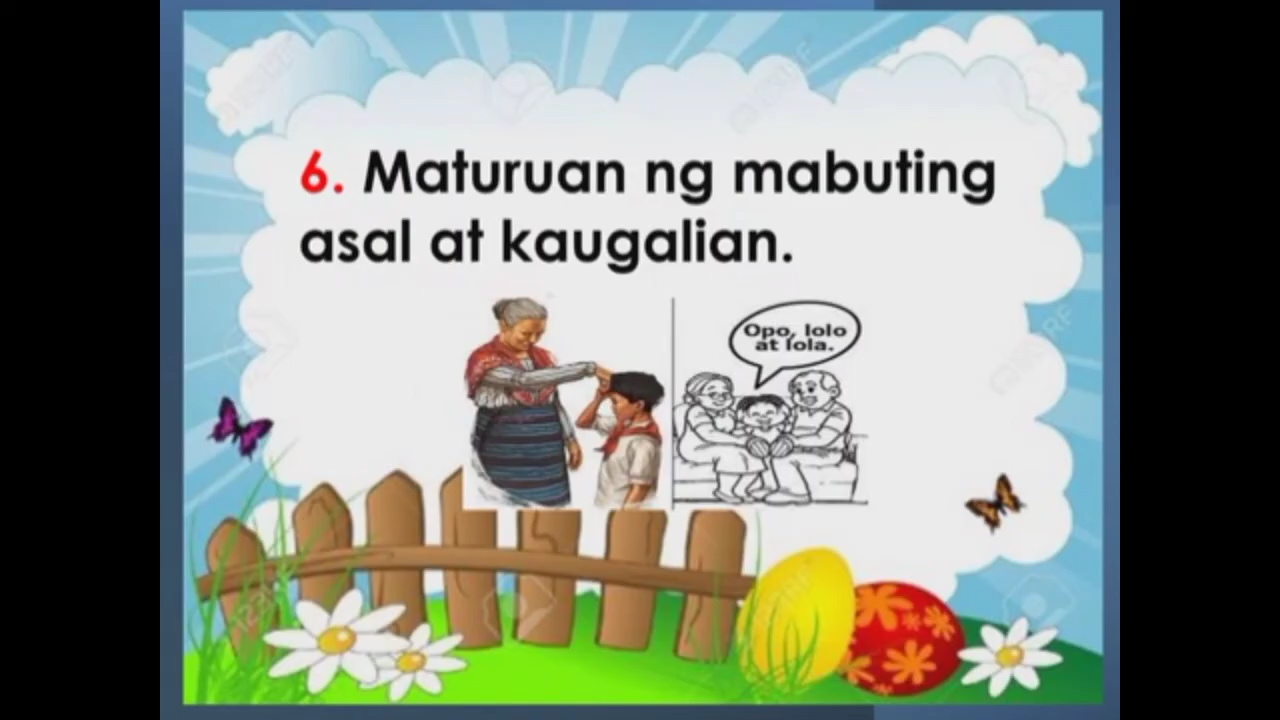 6. Maturuan ng mabuting
asal at kaugalian.
Opo, lolo
at lola.